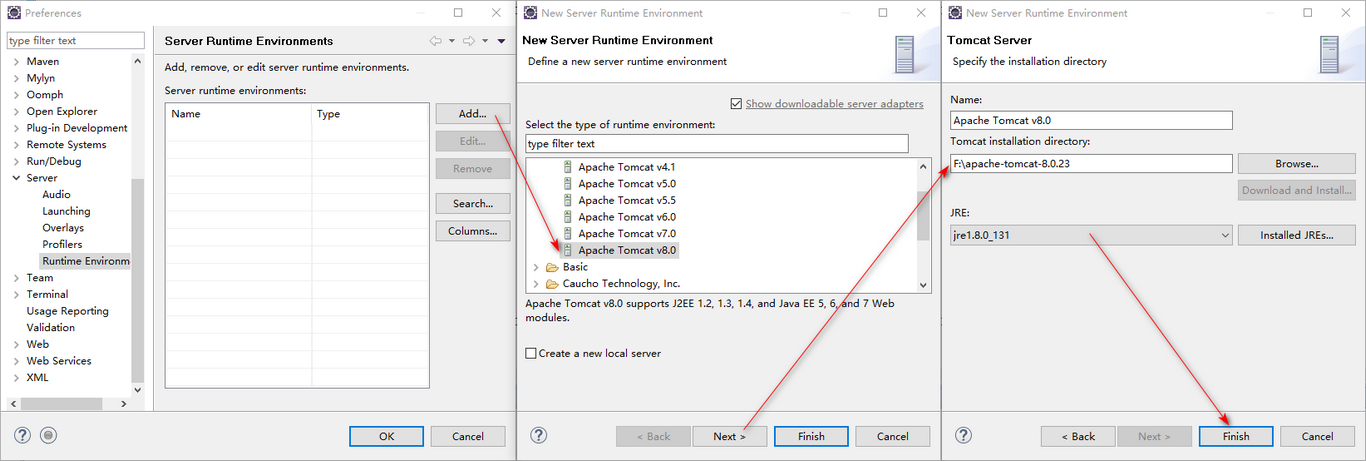 Preferences
type filter text
Maven
Mylyn
Oomph
Open Explorer
Plug-in Development
Remote Systems
Run/Debug
Server
Audio
Launching
Overlays
Profilers
Runtime Environm
Team
Terminal
Usage Reporting
Validation
Web
Web Services
XML
Server Runtime Environments
Add, remove, or edit server runtime environments.
Server runtime environments:
Name Type
Add...
Edit...
Remove
Search...
Columns...
OK Cancel
New Server Runtime Environment
New Server Runtime Environment
Define a new server runtime environment
Show downloadable server adapters
Select the type of runtime environment:
type filter text
Apache Tomcat v4.1
Apache Tomcat v5.0
Apache Tomcat v5.5
Apache Tomcat v6.0
Apache Tomcat v7.0
Apache Tomcat v8.0
Basic
Caucho Technology, Inc.
Apache Tomcat v8.0 supports J2EE 1.2, 1.3, 1.4, and Java EE 5, 6, and 7 Web
modules.
Create a new local server
< Back Next > Finish Cancel
New Server Runtime Environment
Tomcat Server
Specify the installation directory
Name:
Apache Tomcat v8.0
Tomcat installation directory:
F:\apache-tomcat-8.0.23 Browse...
Download and Install...
JRE:
jre1.8.0_131 Installed JREs...
< Back Next > Finish Cancel